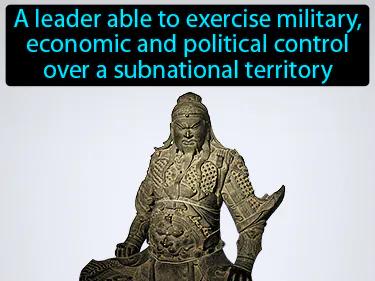 A leader able to exercise military,
economic and political control
over a subnational territory